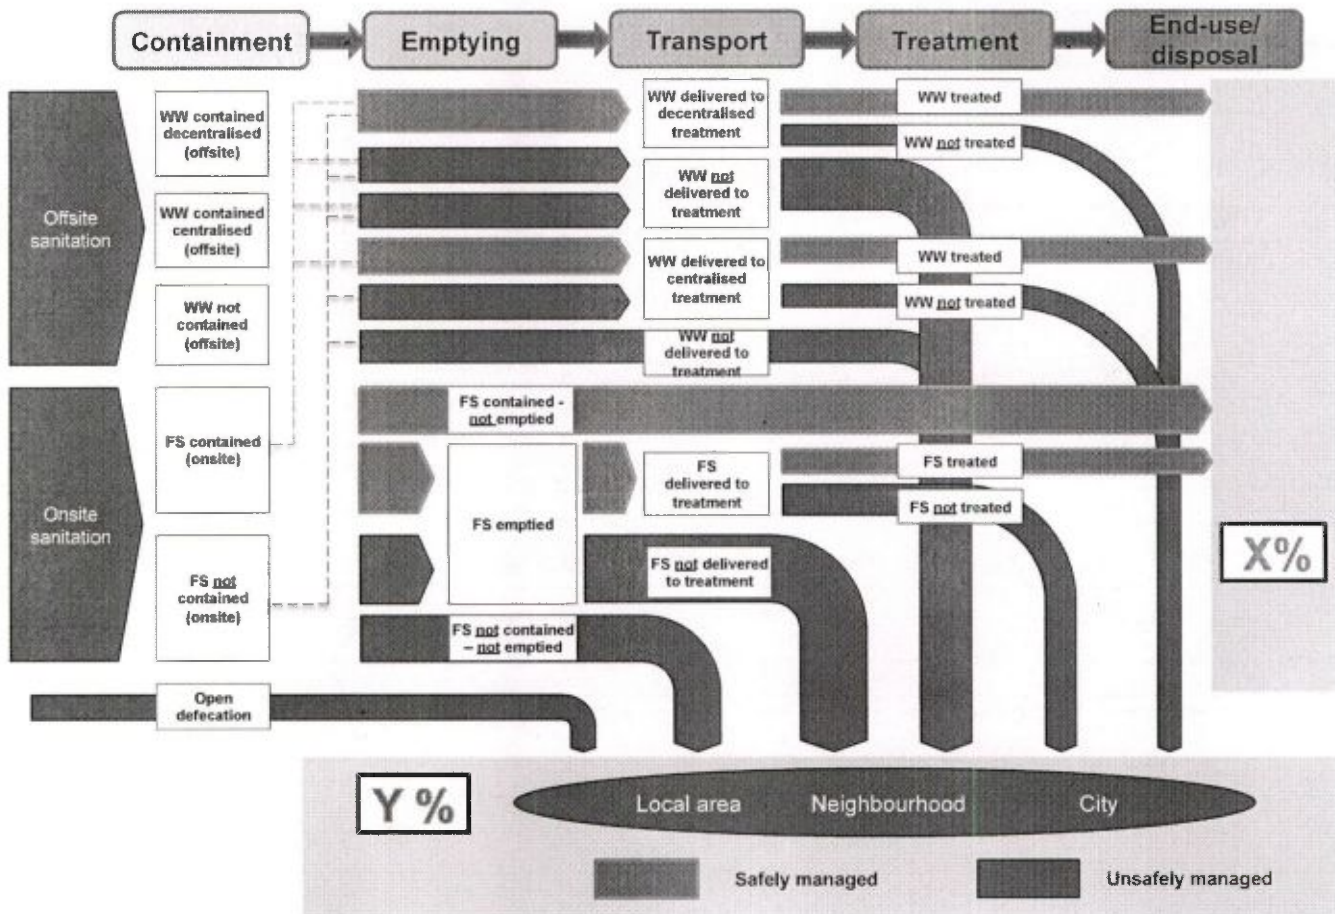 Containment
Emptying
Transport
Treatment
End-use/
disposal
Offsite
sanitation
WW contained
decentralised
(offsite)
WW contained
centralised
(offsite)
WW not
contained
(offsite)
WW delivered to
decentralised
treatment
WW not
delivered to
treatment
WW delivered to
centralised
treatment
WW not
delivered to
treatment
WW treated
WW not treated
WW treated
WW not treated
Onsite
sanitation
FS contained
(onsite)
FS not
contained
(onsite)
FS contained -
not emptied
FS emptied
FS
delivered to
treatment
FS treated
FS not treated
FS not delivered
to treatment
FS not contained
– not emptied
Open
defecation
X%
Y %
Local area
Neighbourhood
City
Safely managed
Unsafely managed